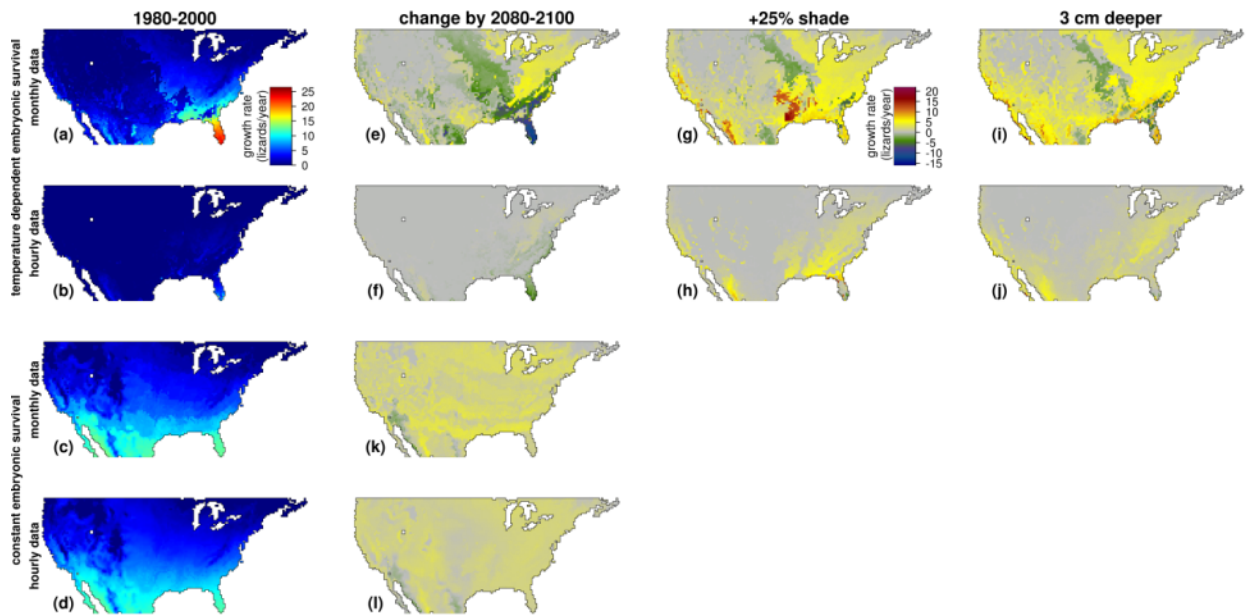 1980-2000
change by 2080-2100
+25% shade
3 cm deeper
temperature dependent embryonic survival
monthly data
(a)
growth rate
(lizards/year)
25
20
15
10
5
0
(e)
(g)
growth rate
(lizards/year)
20
15
10
5
0
-5
-10
-15
(i)
hourly data
(b)
(f)
(h)
(j)
constant embryonic survival
monthly data
(c)
(k)
hourly data
(d)
(l)